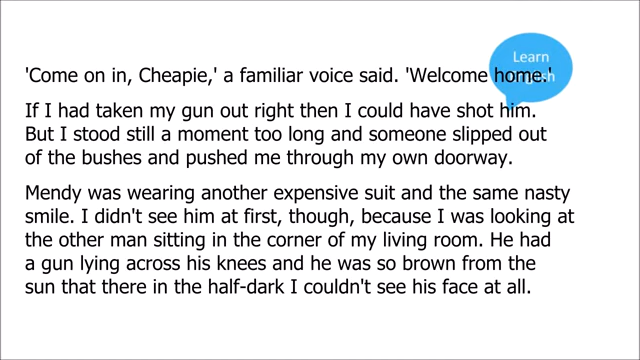 Learn
English
'Come on in, Cheapie,' a familiar voice said. 'Welcome home.'
If I had taken my gun out right then I could have shot him.
But I stood still a moment too long and someone slipped out
of the bushes and pushed me through my own doorway.
Mendy was wearing another expensive suit and the same nasty
smile. I didn't see him at first, though, because I was looking at
the other man sitting in the corner of my living room. He had
a gun lying across his knees and he was so brown from the
sun that there in the half-dark I couldn't see his face at all.